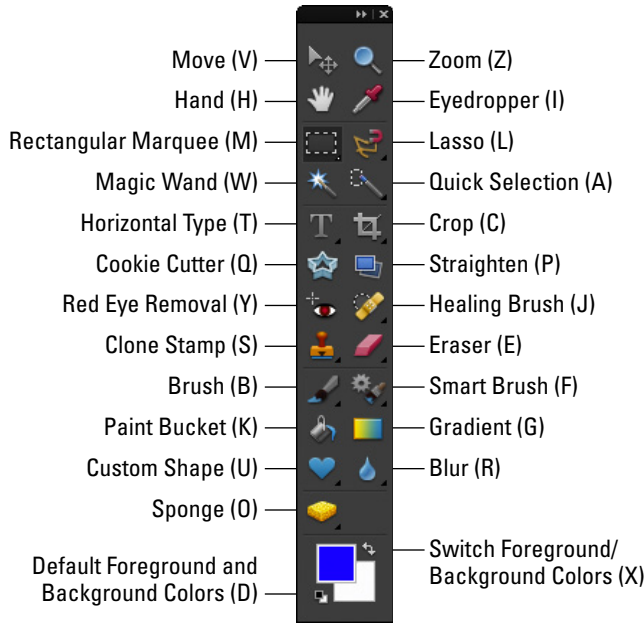 Move (V)
Zoom (Z)
Hand (H)
Eyedropper (I)
Rectangular Marquee (M)
Lasso (L)
Magic Wand (W)
Quick Selection (A)
Horizontal Type (T)
T
Crop (C)
Cookie Cutter (Q)
Straighten (P)
Red Eye Removal (Y)
Healing Brush (J)
Clone Stamp (S)
Eraser (E)
Brush (B)
Smart Brush (F)
Paint Bucket (K)
Gradient (G)
Custom Shape (U)
Blur (R)
Sponge (O)
Default Foreground and
Background Colors (D)
Switch Foreground/
Background Colors (X)